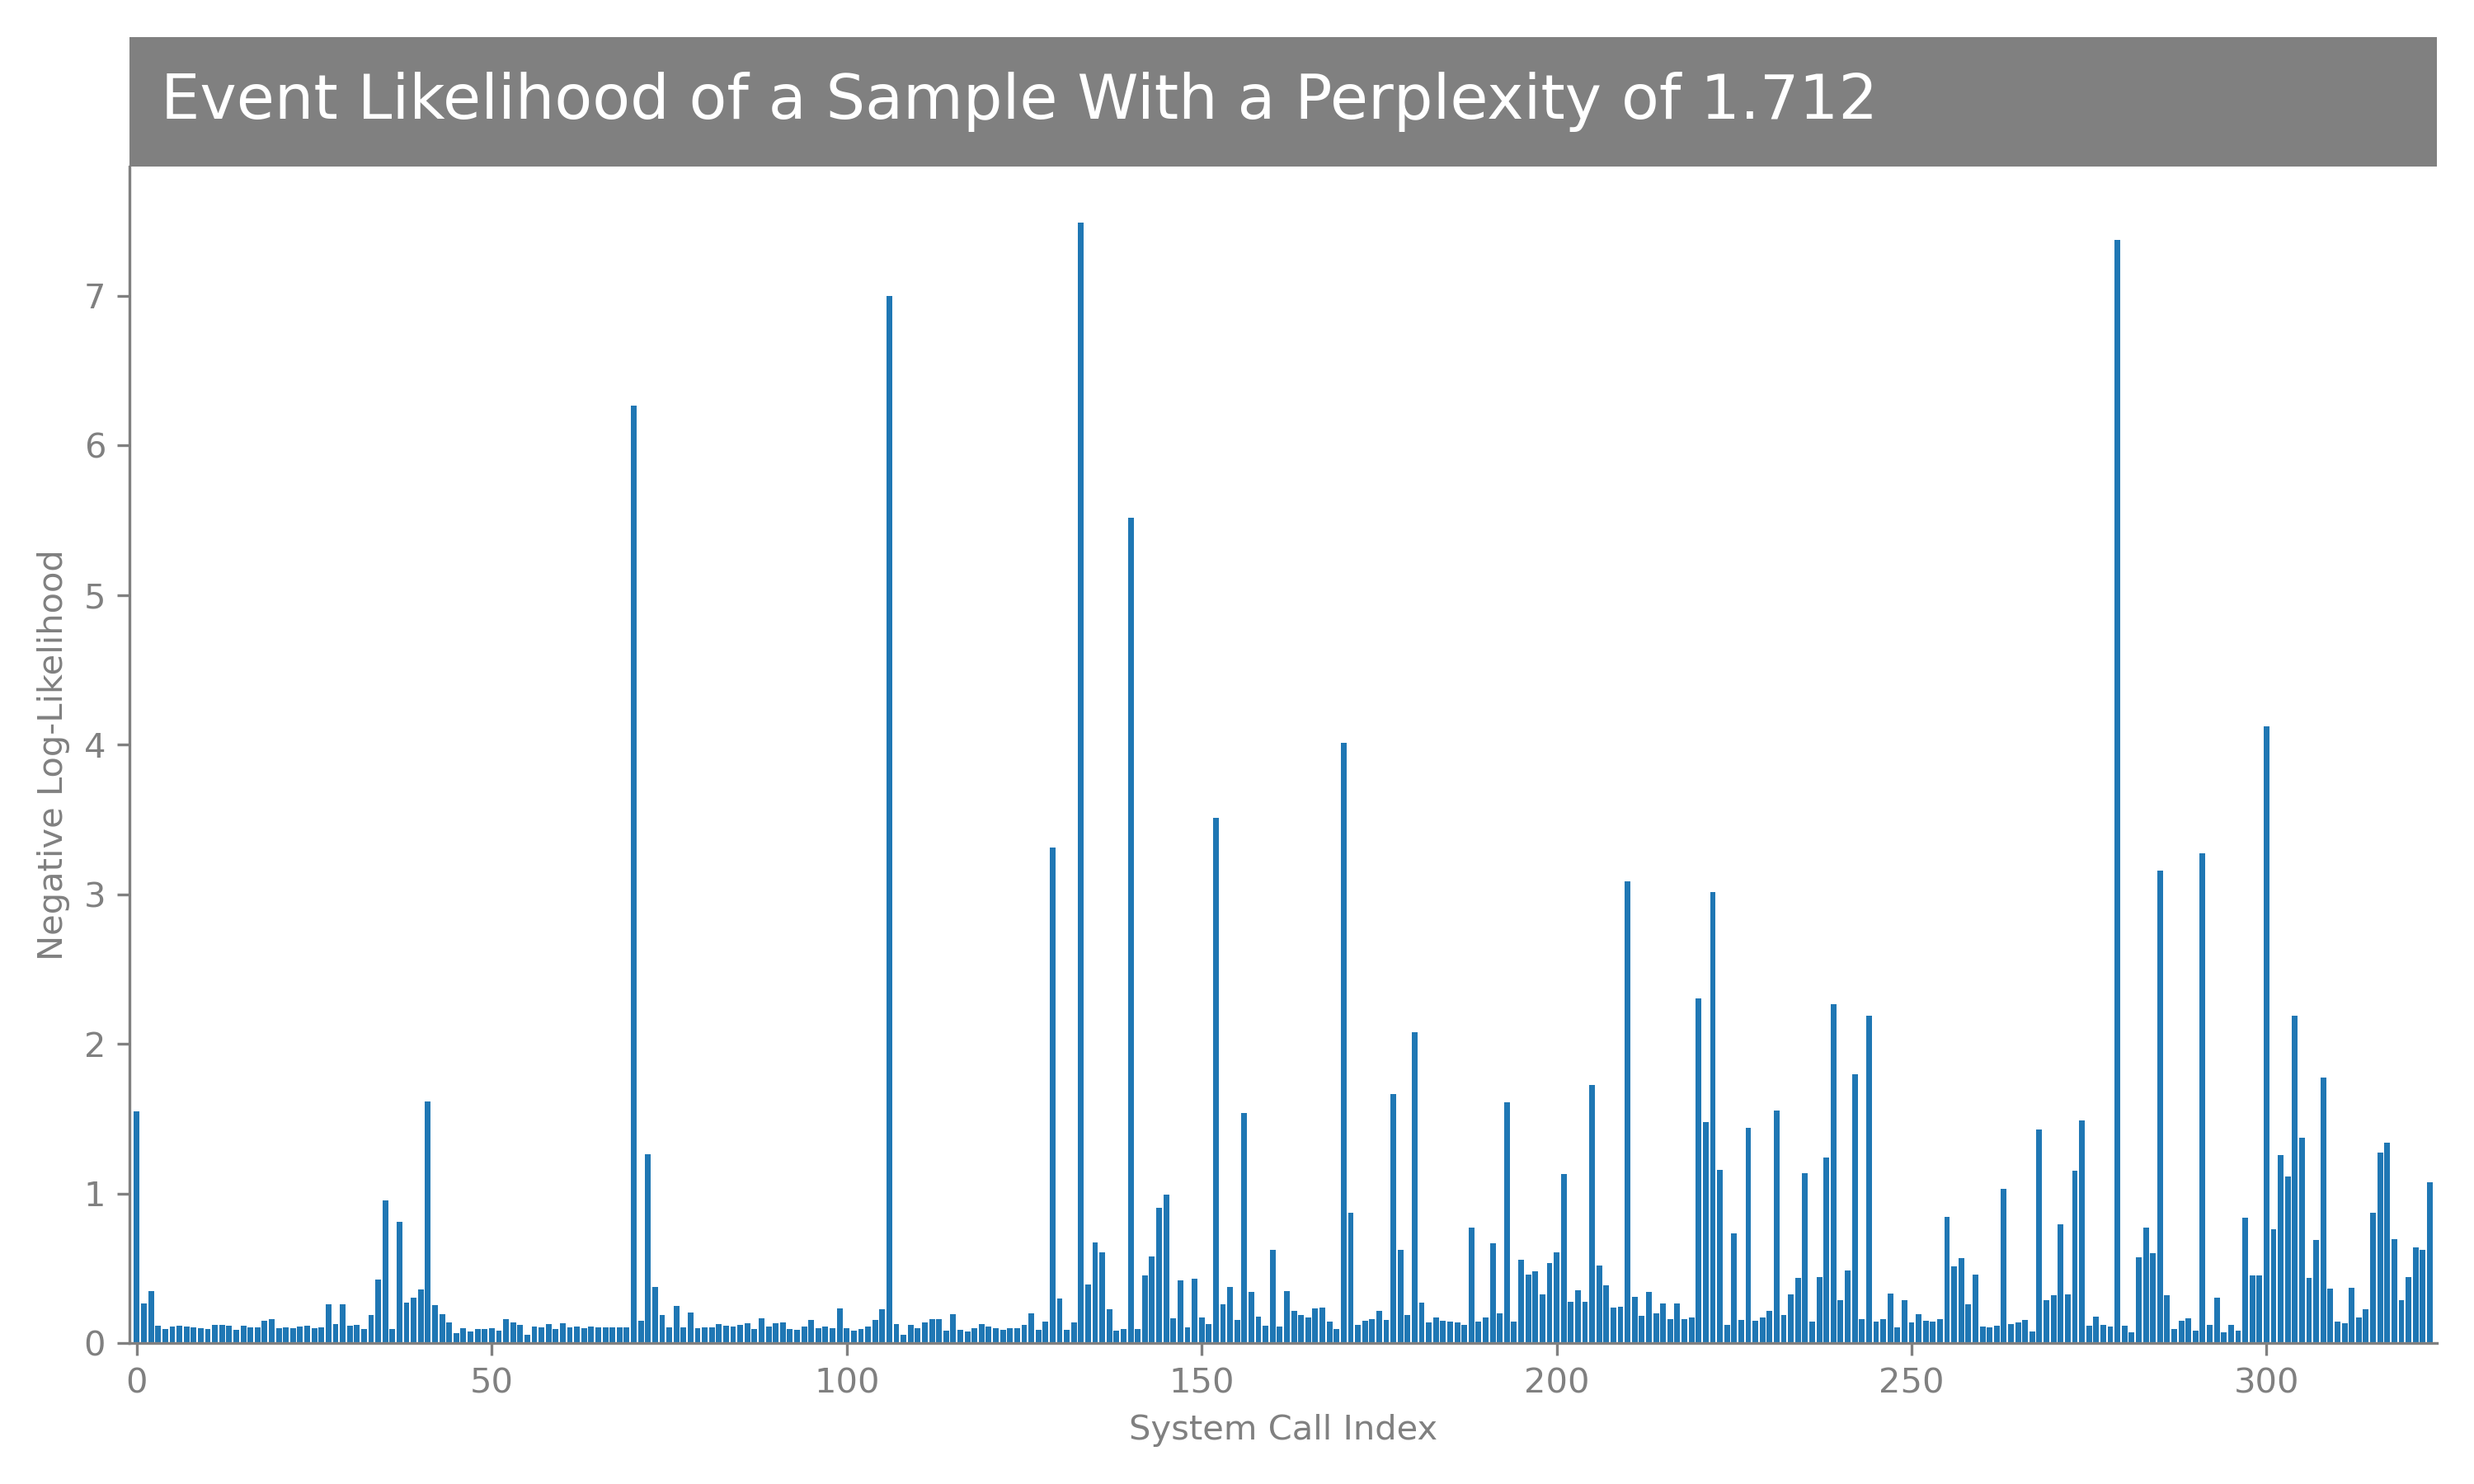 Event Likelihood of a Sample With a Perplexity of 1.712
Negative Log-Likelihood
7
6
5
4
3
2
1
0
0 50 100 150 200 250 300
System Call Index